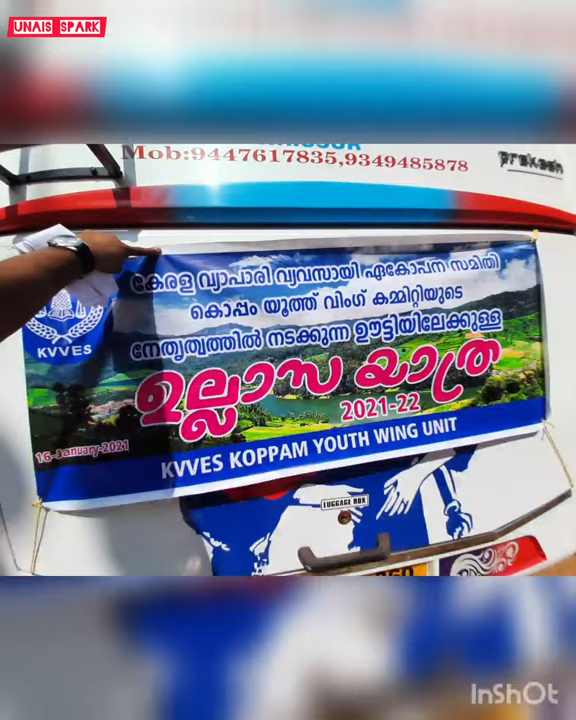 UNAIS SPARK
Mob:9447617835,9349485878
prakash
കേരള വ്യാപാരി വ്യവസായി ഏകോപന സമിതി
കൊപ്പം യൂത്ത് വിംഗ് കമ്മിറ്റിയുടെ
നേതൃത്വത്തിൽ നടക്കുന്ന ഊട്ടിയിലേക്കുള്ള
KVVES
ഉല്ലാസ യാത്ര
2021-22
16-January-2021
KVVES KOPPAM YOUTH WING UNIT
LUGGAGE BOX
InShOt